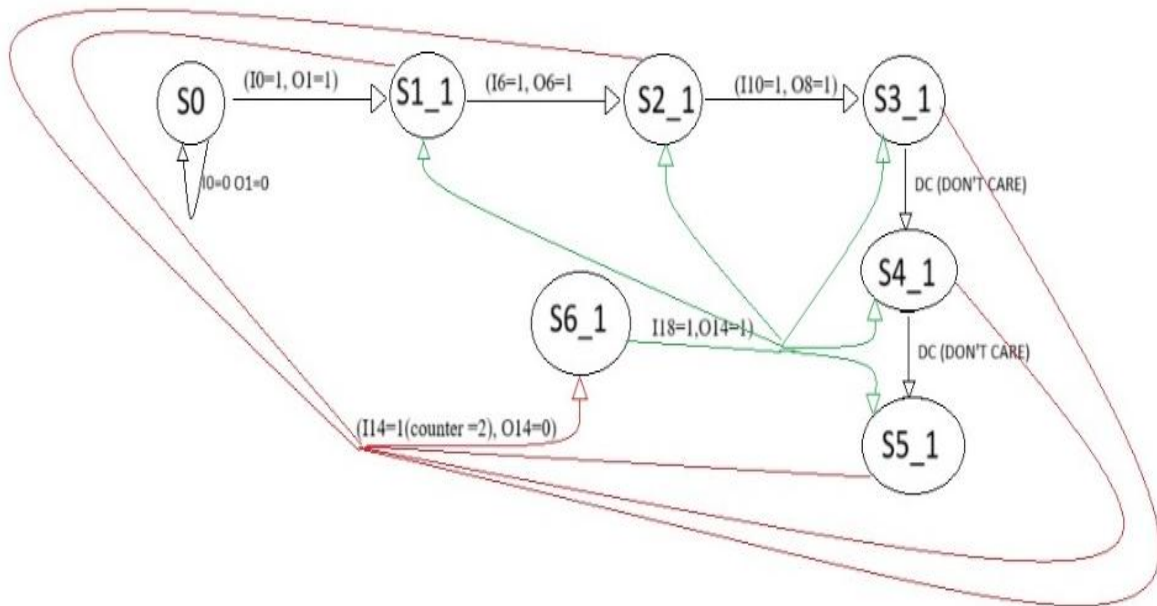 S0
(I0=1, O1=1)
S1_1
(I6=1, O6=1
S2_1
(I10=1, O8=1)
S3_1
I0=0 O1=0
DC (DON'T CARE)
S4_1
S6_1
I18=1,O14=1)
DC (DON'T CARE)
(I14=1(counter =2), O14=0)
S5_1